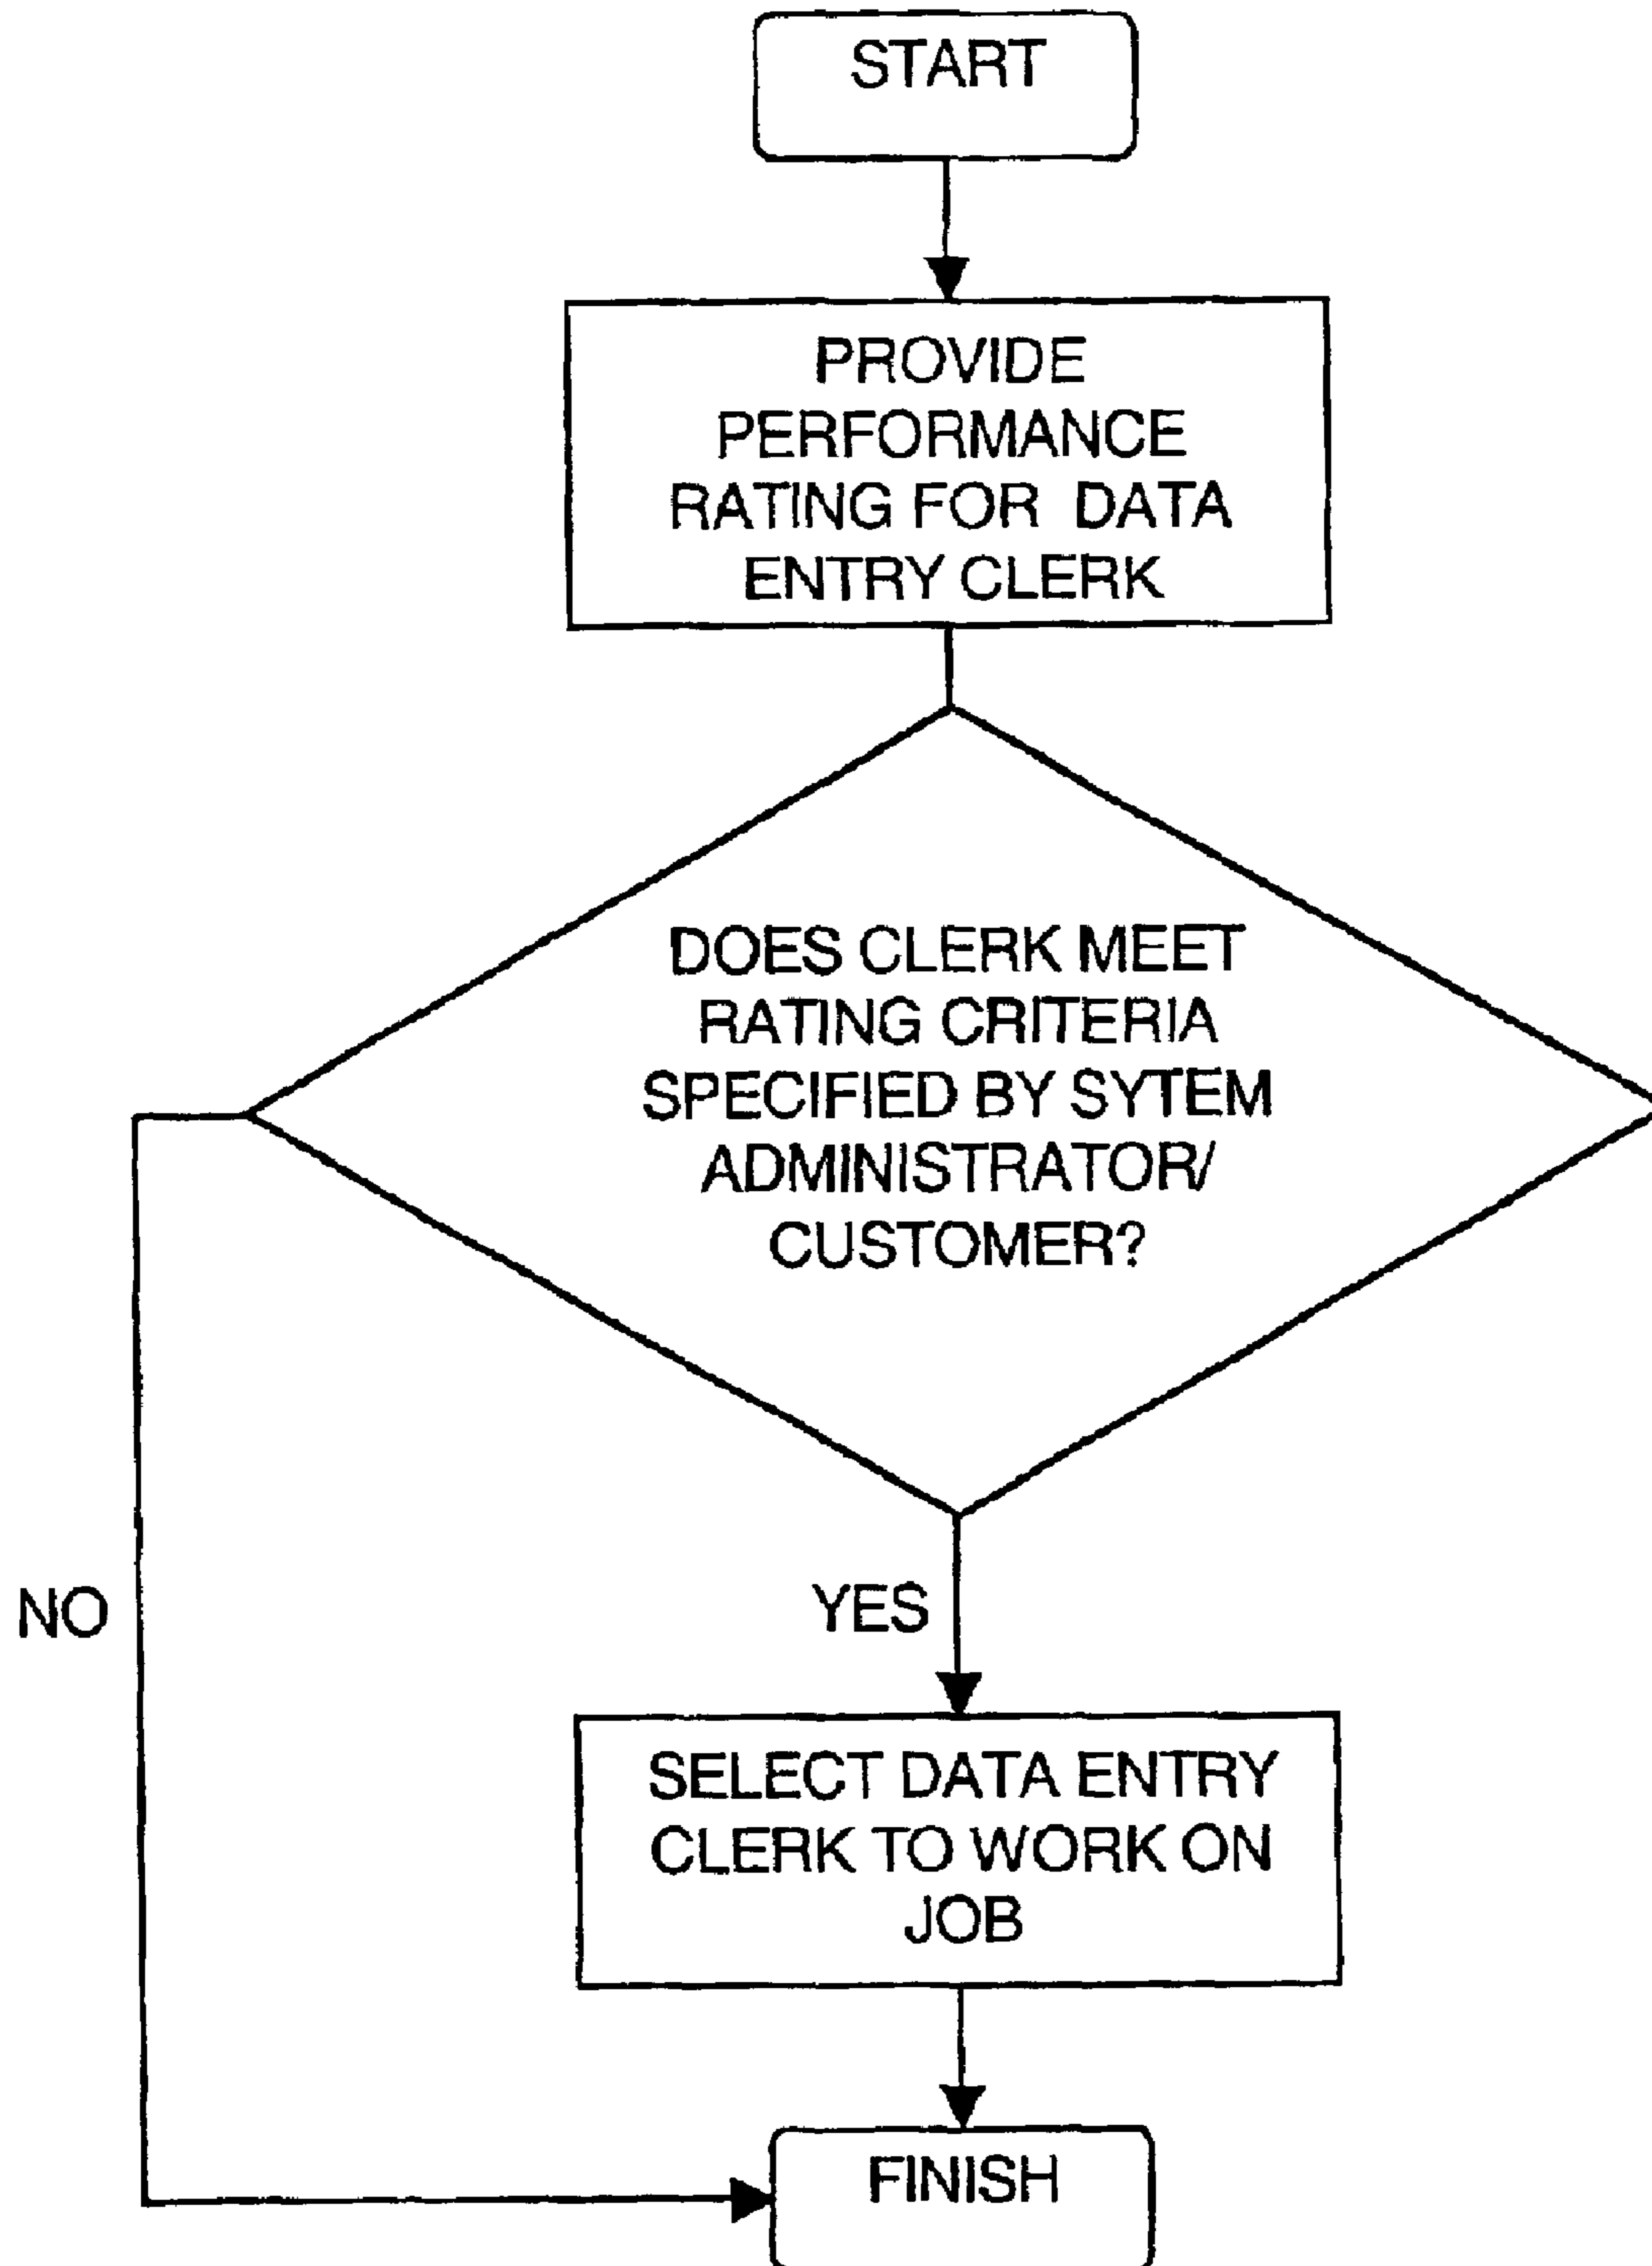 START
PROVIDE
PERFORMANCE
RATING FOR DATA
ENTRY CLERK
DOES CLERK MEET
RATING CRITERIA
SPECIFIED BY SYTEM
ADMINISTRATOR/
CUSTOMER?
NO
YES
SELECT DATA ENTRY
CLERK TO WORK ON
JOB
FINISH